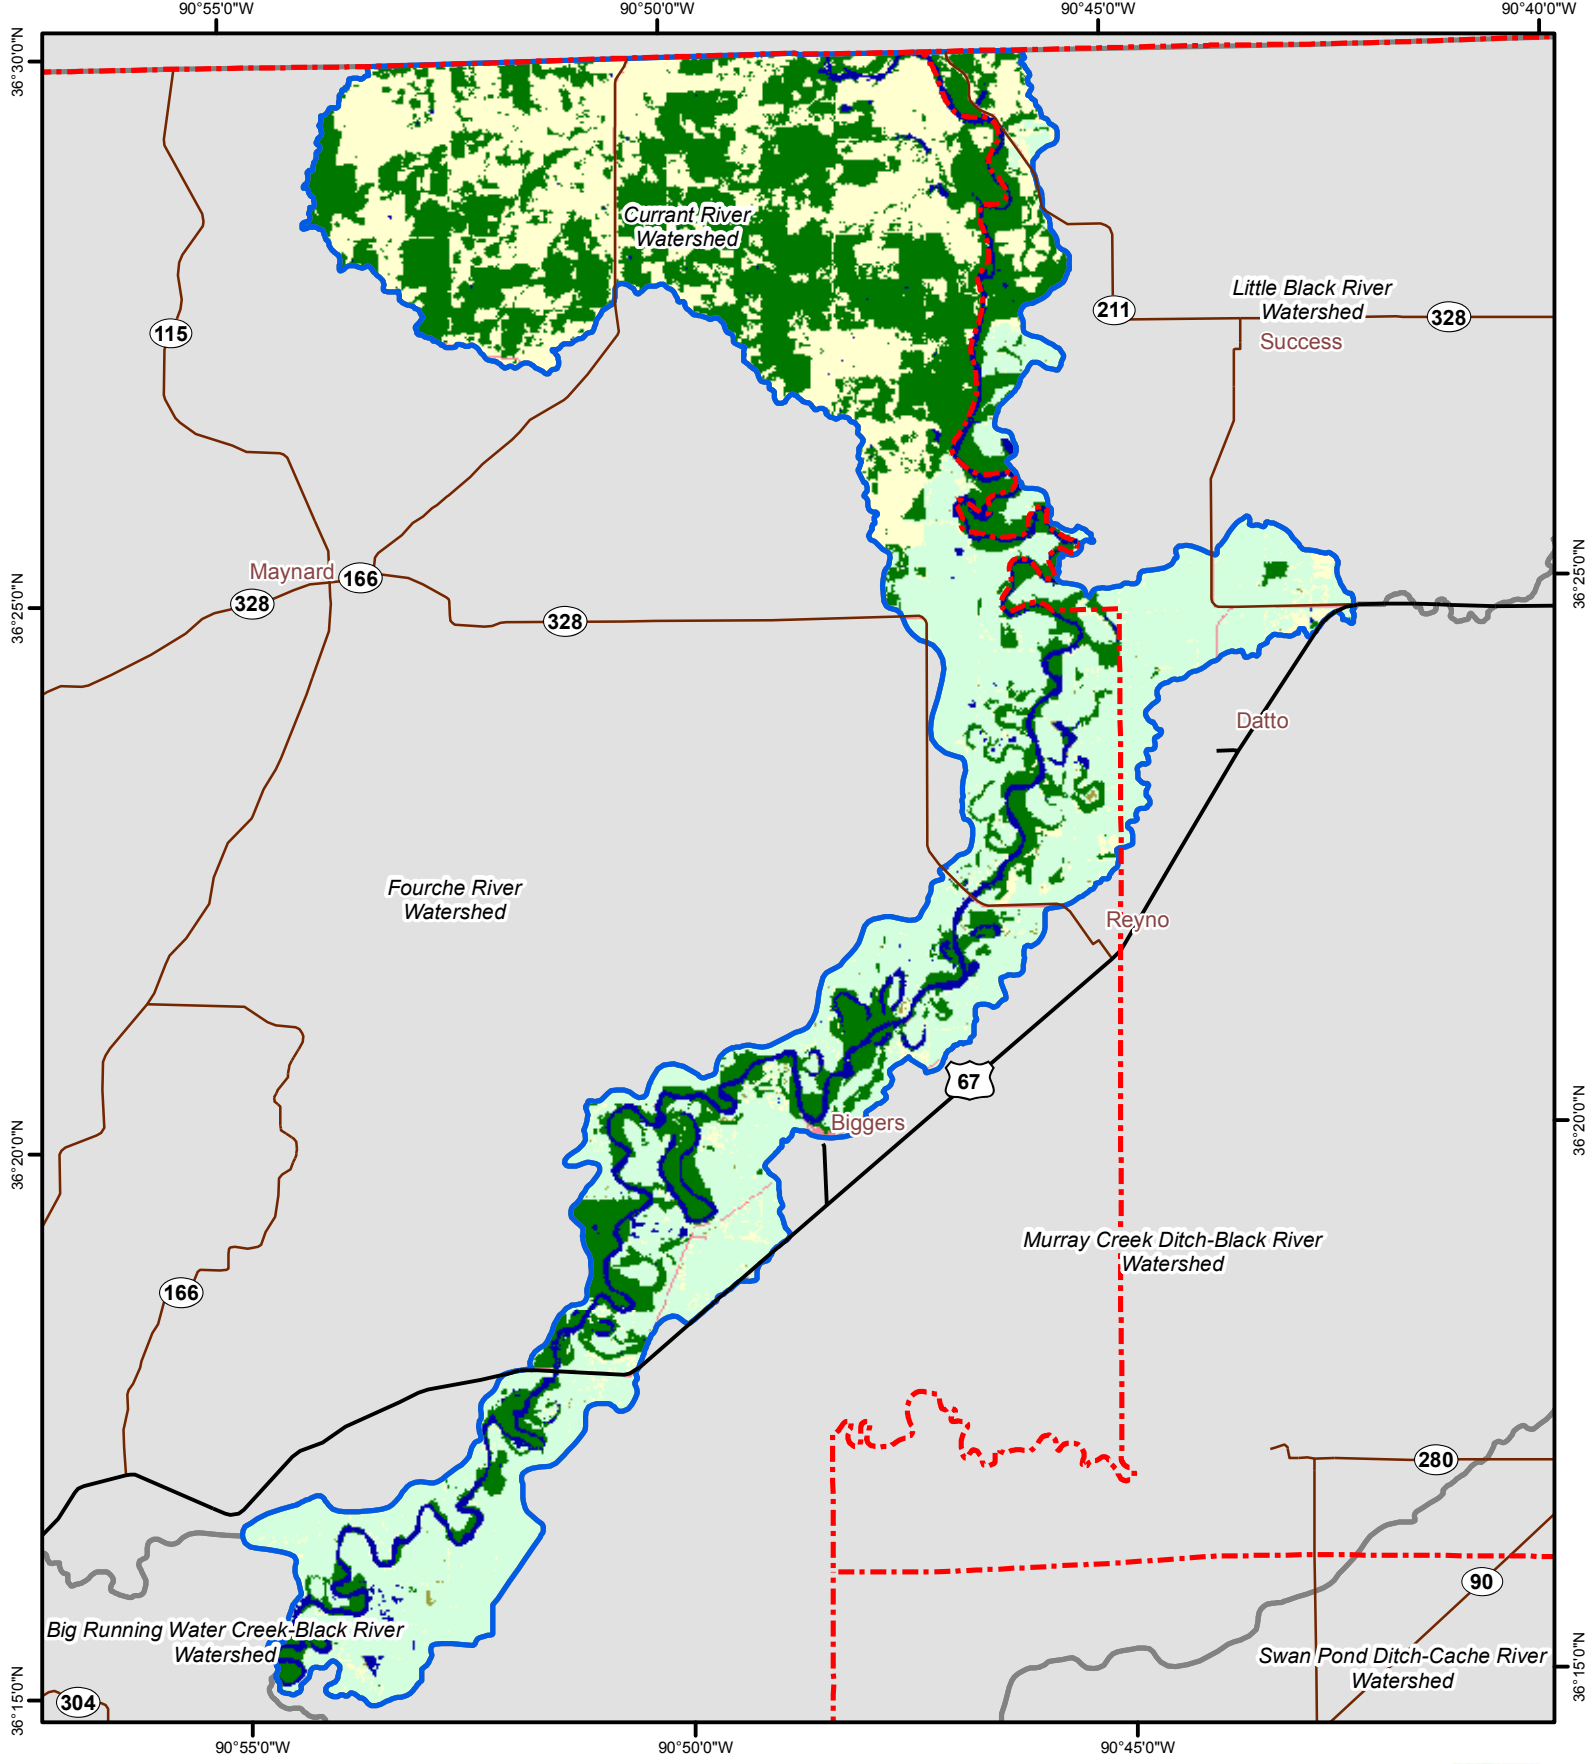 90°55'0"W
90°50'0"W
90°45'0"W
90°40'0"W
36°30'0"N
Currant River
Watershed
Little Black River
Watershed
115
211
328
Success
Maynard
166
328
328
36°25'0"N
36°25'0"N
Datto
Fourche River
Watershed
Reyno
67
Biggers
36°20'0"N
36°20'0"N
Murray Creek Ditch-Black River
Watershed
166
280
90
Big Running Water Creek-Black River
Watershed
Swan Pond Ditch-Cache River
Watershed
304
36°15'0"N
36°15'0"N
90°55'0"W
90°50'0"W
90°45'0"W